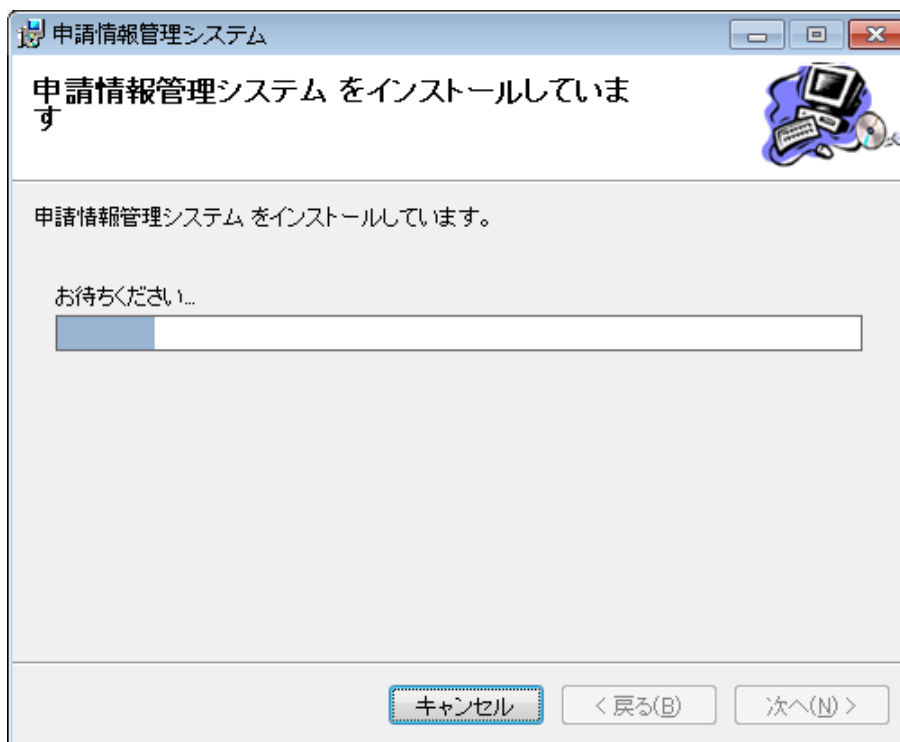 申請情報管理システム
申請情報管理システム をインストールしていま
す
申請情報管理システム をインストールしています。
お待ちください...
キャンセル
< 戻る(B)
次へ(N) >